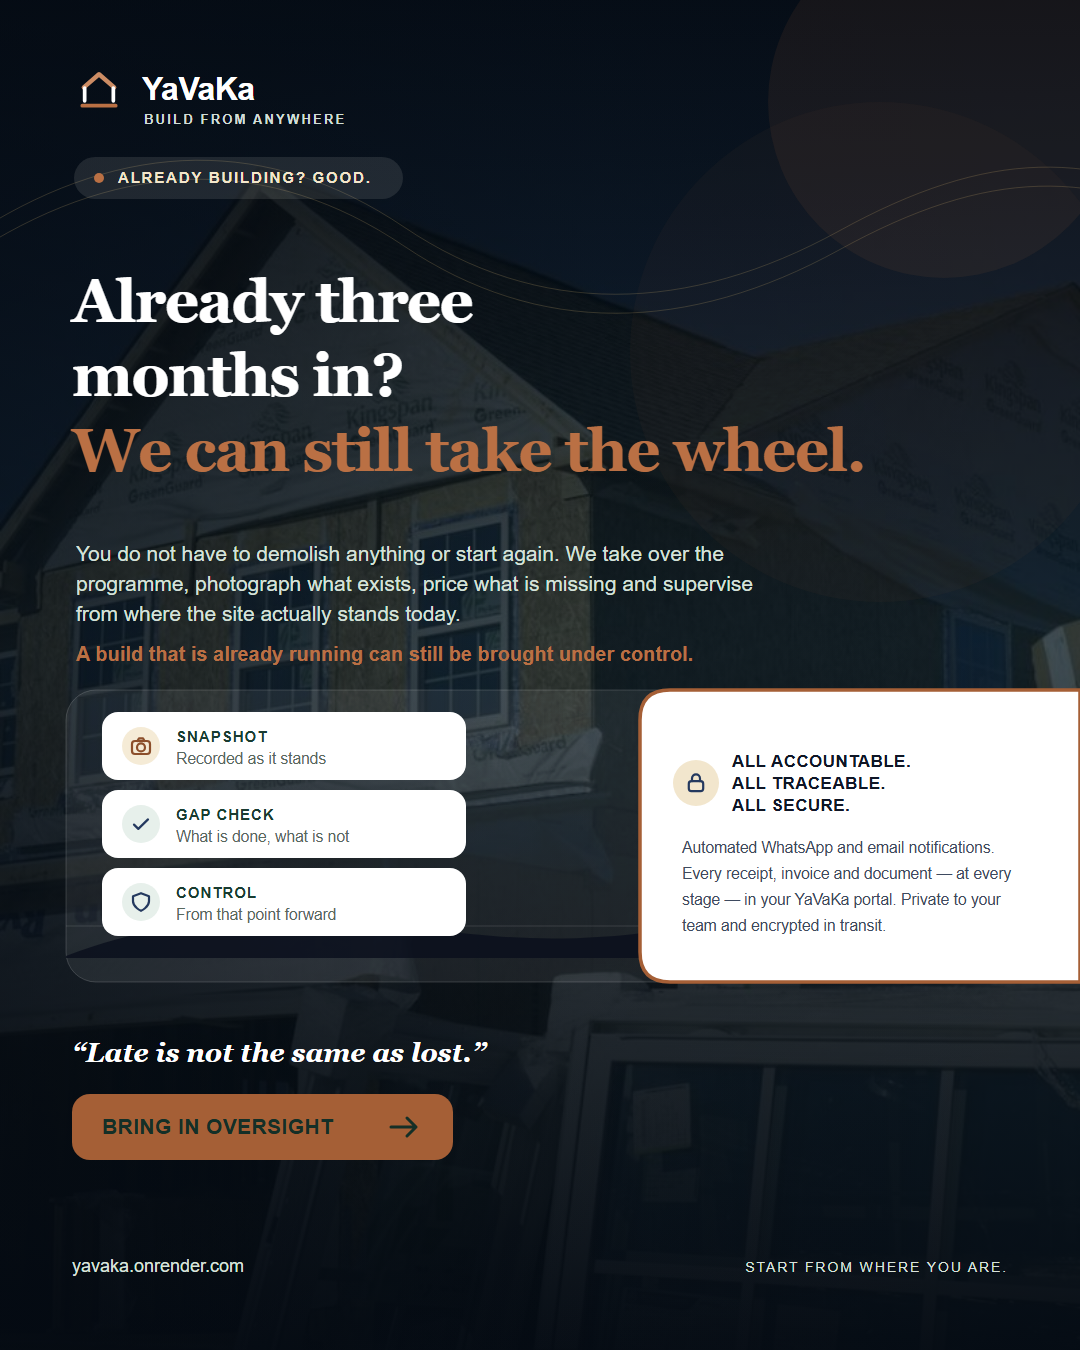 YaVaKa
BUILD FROM ANYWHERE
ALREADY BUILDING? GOOD.
Already three
months in?
We can still take the wheel.
You do not have to demolish anything or start again. We take over the
programme, photograph what exists, price what is missing and supervise
from where the site actually stands today.
A build that is already running can still be brought under control.
SNAPSHOT
Recorded as it stands
GAP CHECK
What is done, what is not
CONTROL
From that point forward
ALL ACCOUNTABLE.
ALL TRACEABLE.
ALL SECURE.
Automated WhatsApp and email notifications.
Every receipt, invoice and document — at every
stage — in your YaVaKa portal. Private to your
team and encrypted in transit.
“Late is not the same as lost.”
BRING IN OVERSIGHT
yavaka.onrender.com
START FROM WHERE YOU ARE.
Kingspan
GreenGuard